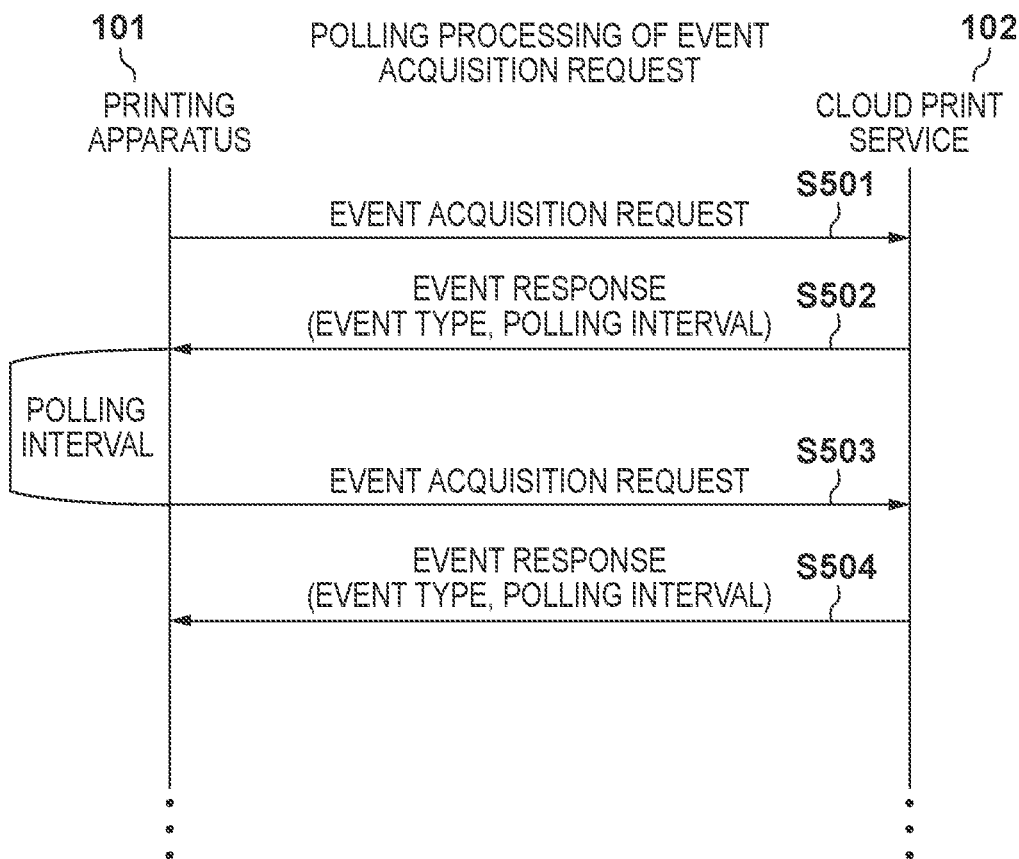 101
POLLING PROCESSING OF EVENT
ACQUISITION REQUEST
102
PRINTING
APPARATUS
CLOUD PRINT
SERVICE
S501
EVENT ACQUISITION REQUEST
EVENT RESPONSE
(EVENT TYPE, POLLING INTERVAL)
S502
POLLING
INTERVAL
S503
EVENT ACQUISITION REQUEST
EVENT RESPONSE
(EVENT TYPE, POLLING INTERVAL)
S504